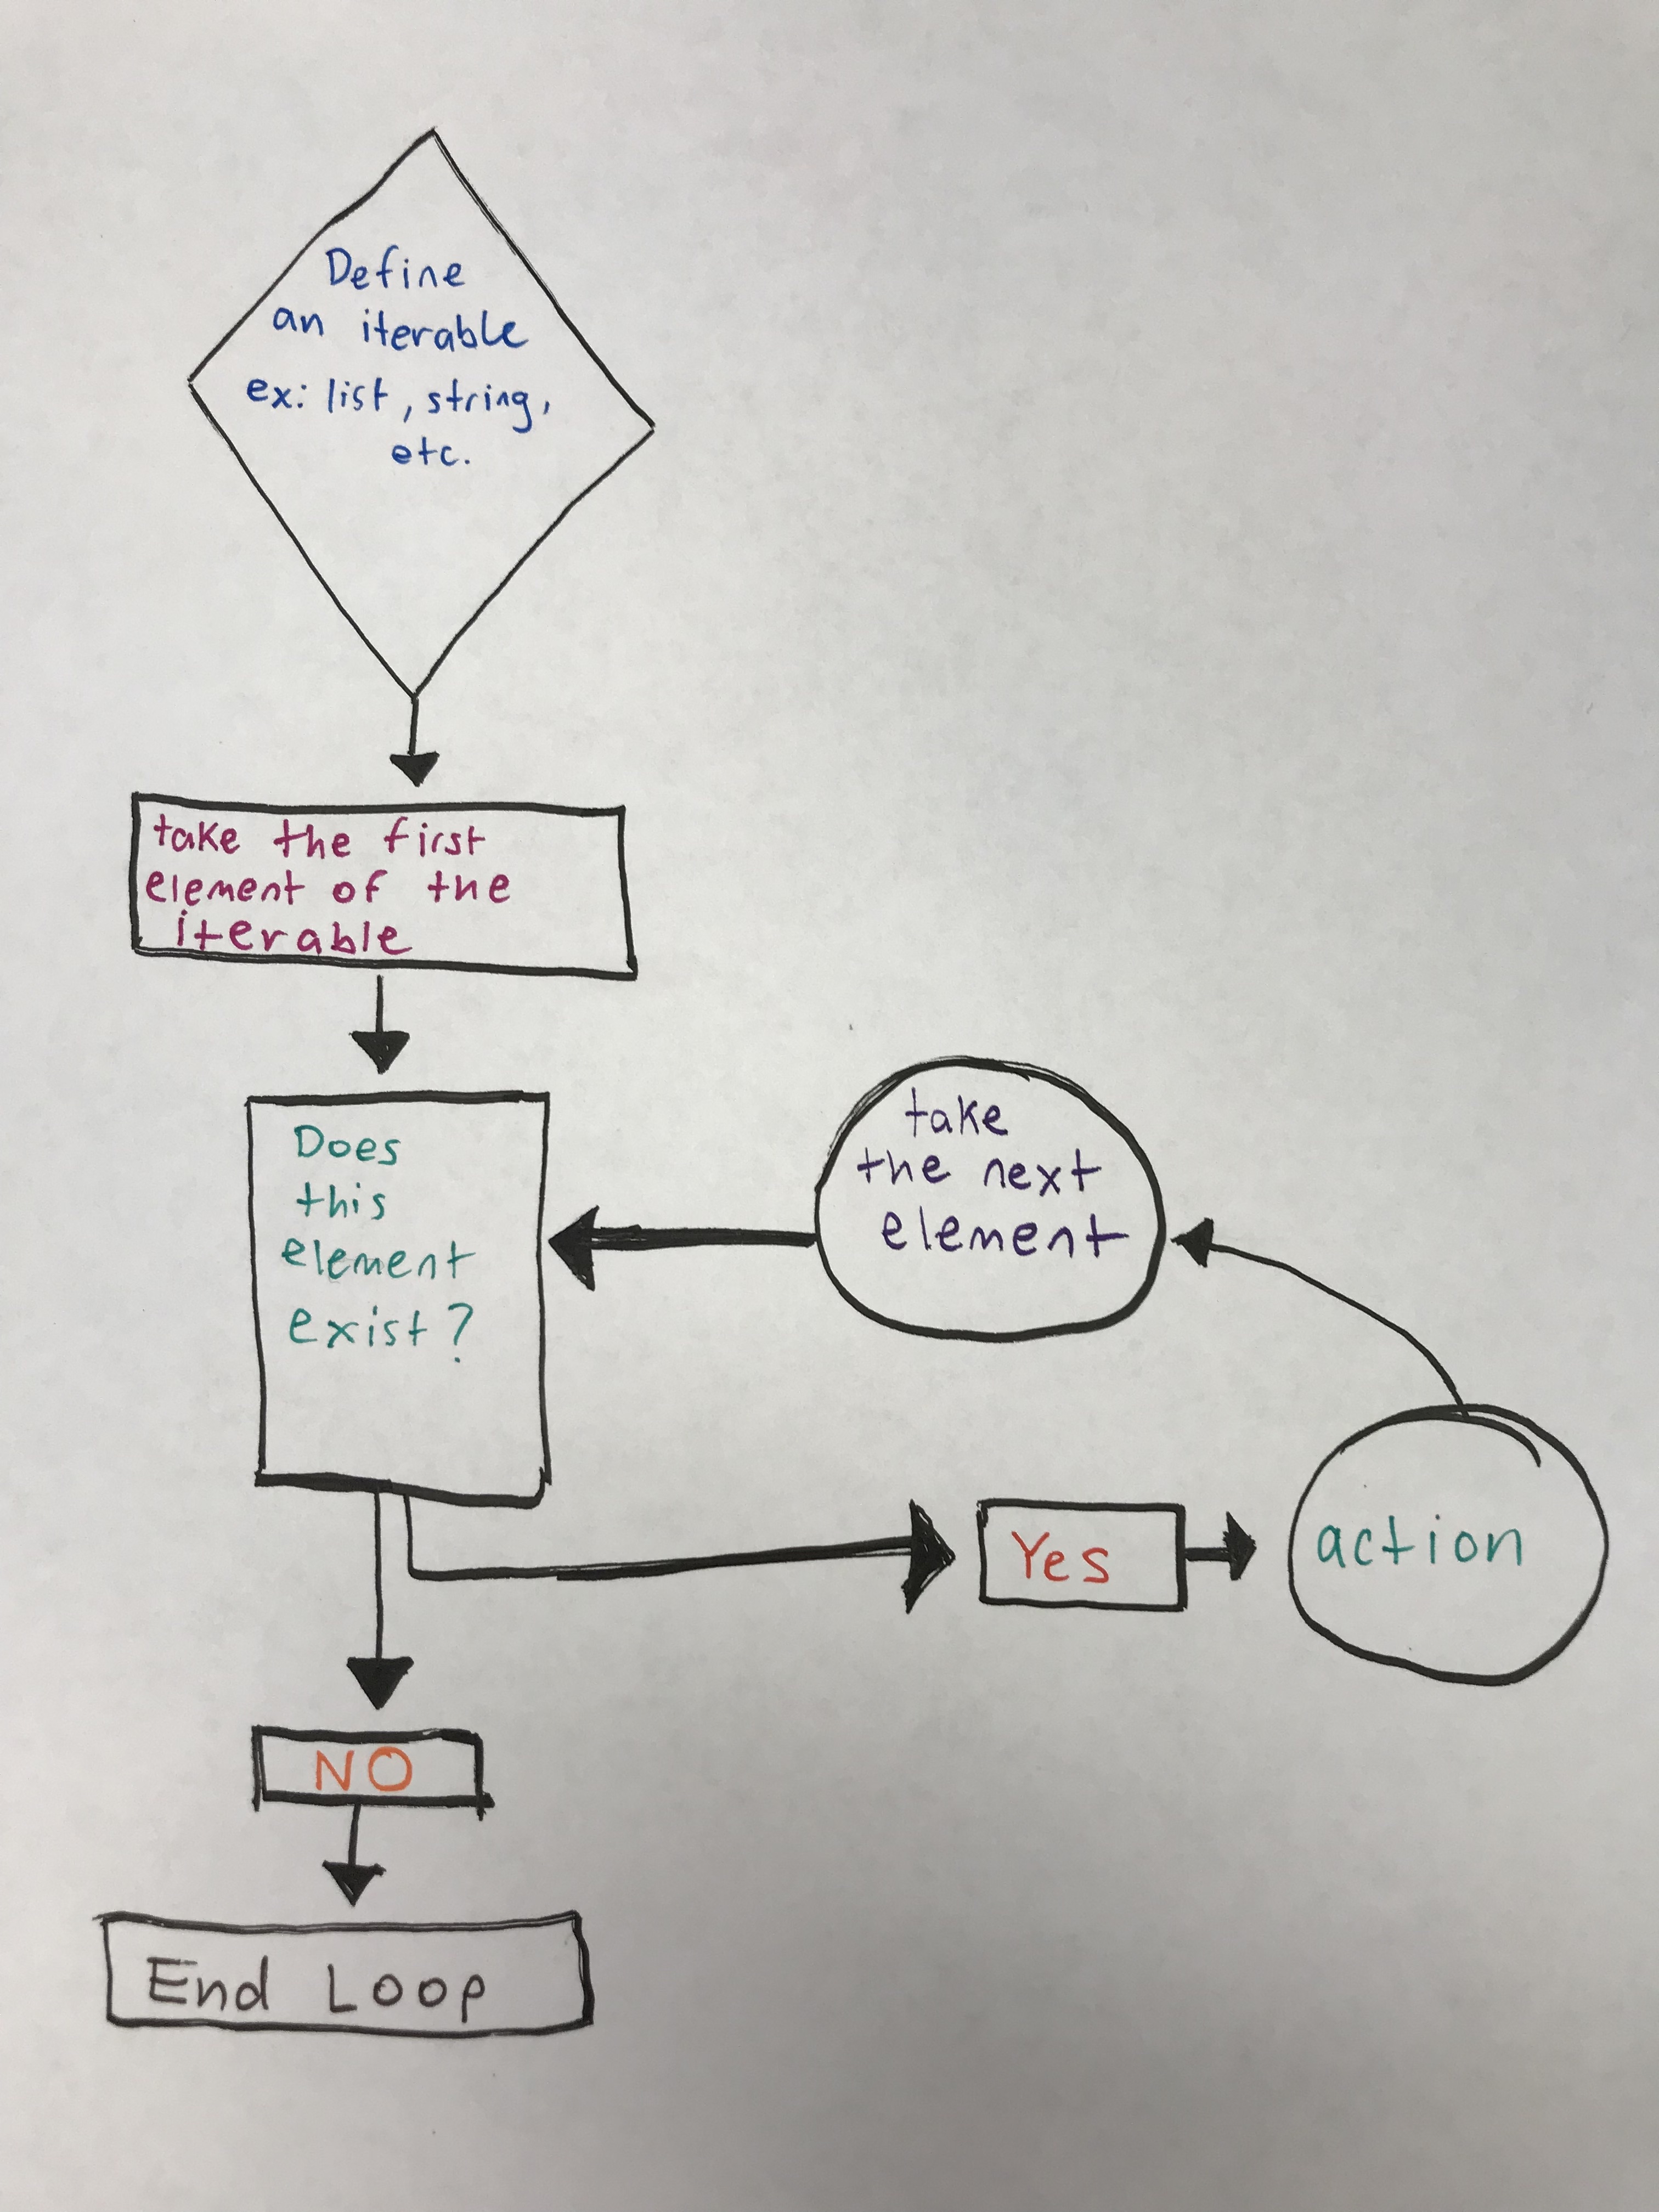 Define
an iterable
ex: list, string,
etc.
take the first
element of the
iterable
Does
this
element
exist?
take
the next
element
Yes
action
NO
End Loop